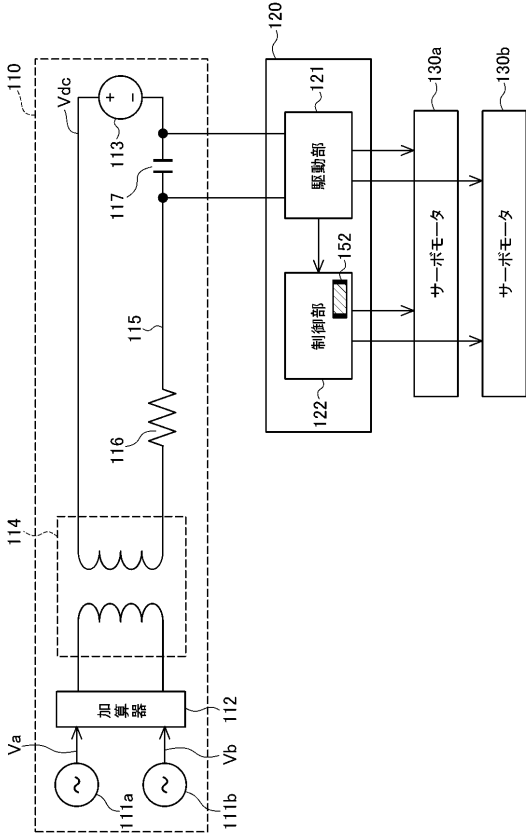 110
Vdc
113
117
115
116
114
加算器
112
Va
Vb
111a
111b
120
121
駆動部
152
制御部
122
130a
サーボモータ
130b
サーボモータ